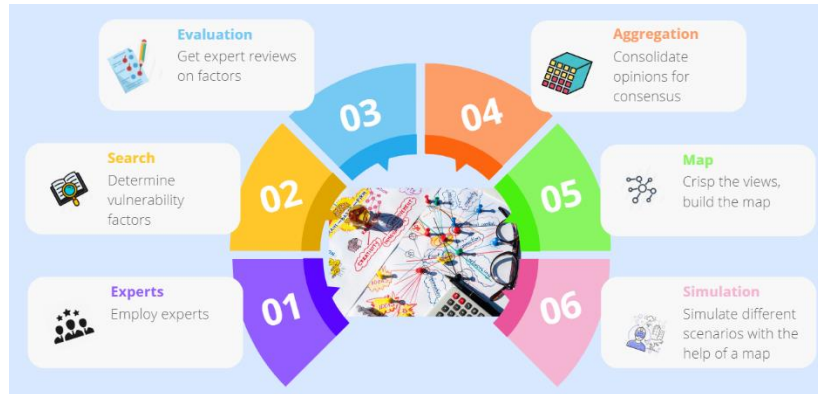 Evaluation
Get expert reviews
on factors
Aggregation
Consolidate
opinions for
consensus
03
04
Search
Determine
vulnerability
factors
02
05
Map
Crisp the views,
build the map
Experts
Employ experts
01
06
Simulation
Simulate different
scenarios with the
help of a map
CREATIVITY